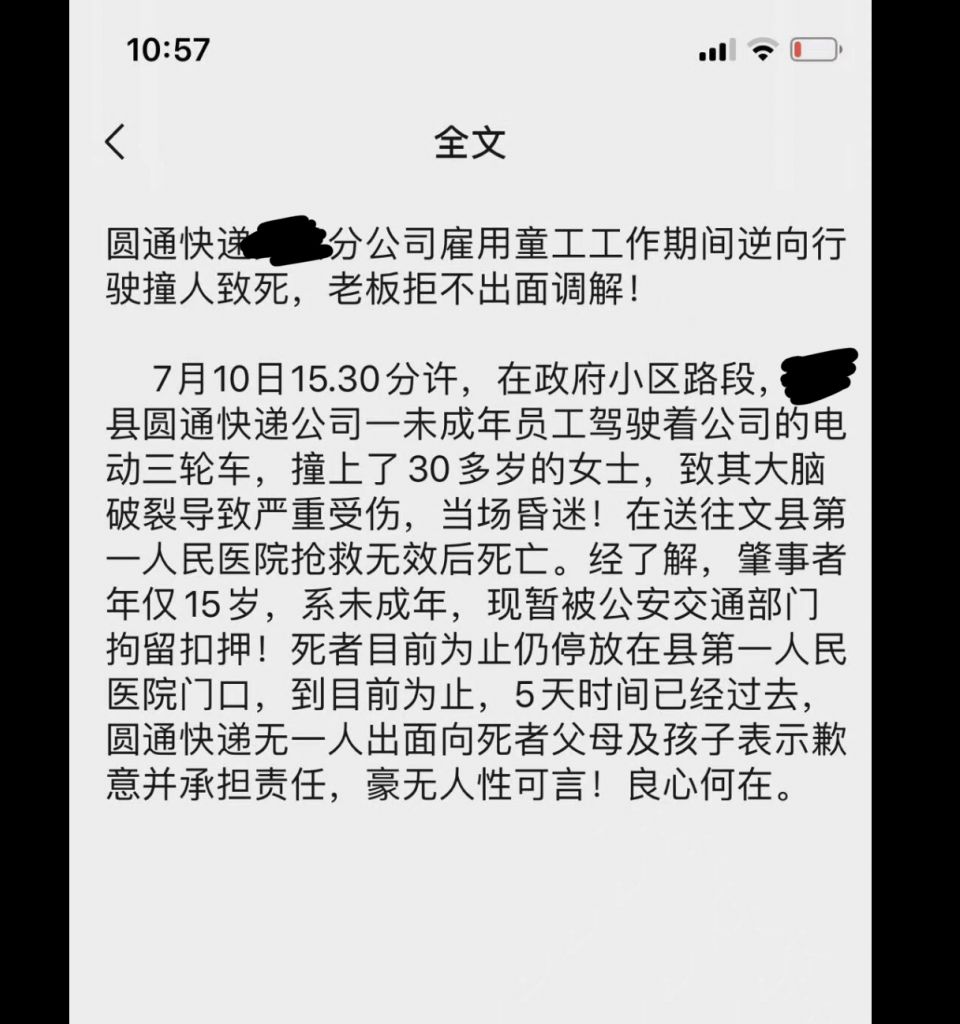 10:57
全文
圆通快递分公司雇用童工工作期间逆向行
驶撞人致死，老板拒不出面调解！
7月10日15.30分许，在政府小区路段，
县圆通快递公司一未成年员工驾驶着公司的电
动三轮车，撞上了30多岁的女士，致其大脑
破裂导致严重受伤，当场昏迷！在送往文县第
一人民医院抢救无效后死亡。经了解，肇事者
年仅15岁，系未成年，现暂被公安交通部门
拘留扣押！死者目前为止仍停放在县第一人民
医院门口，到目前为止，5天时间已经过去，
圆通快递无一人出面向死者父母及孩子表示歉
意并承担责任，豪无人性可言！良心何在。